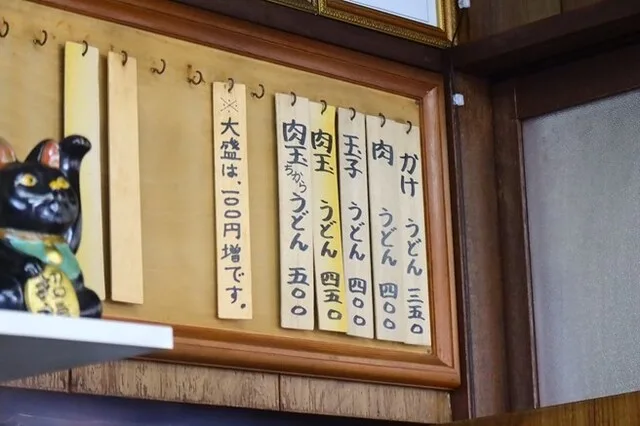 かけ うどん 三五〇
肉 うどん 四〇〇
玉子 うどん 四〇〇
肉玉 うどん 四五〇
肉玉ちからうどん 五〇〇
※大盛は、一〇〇円増です。